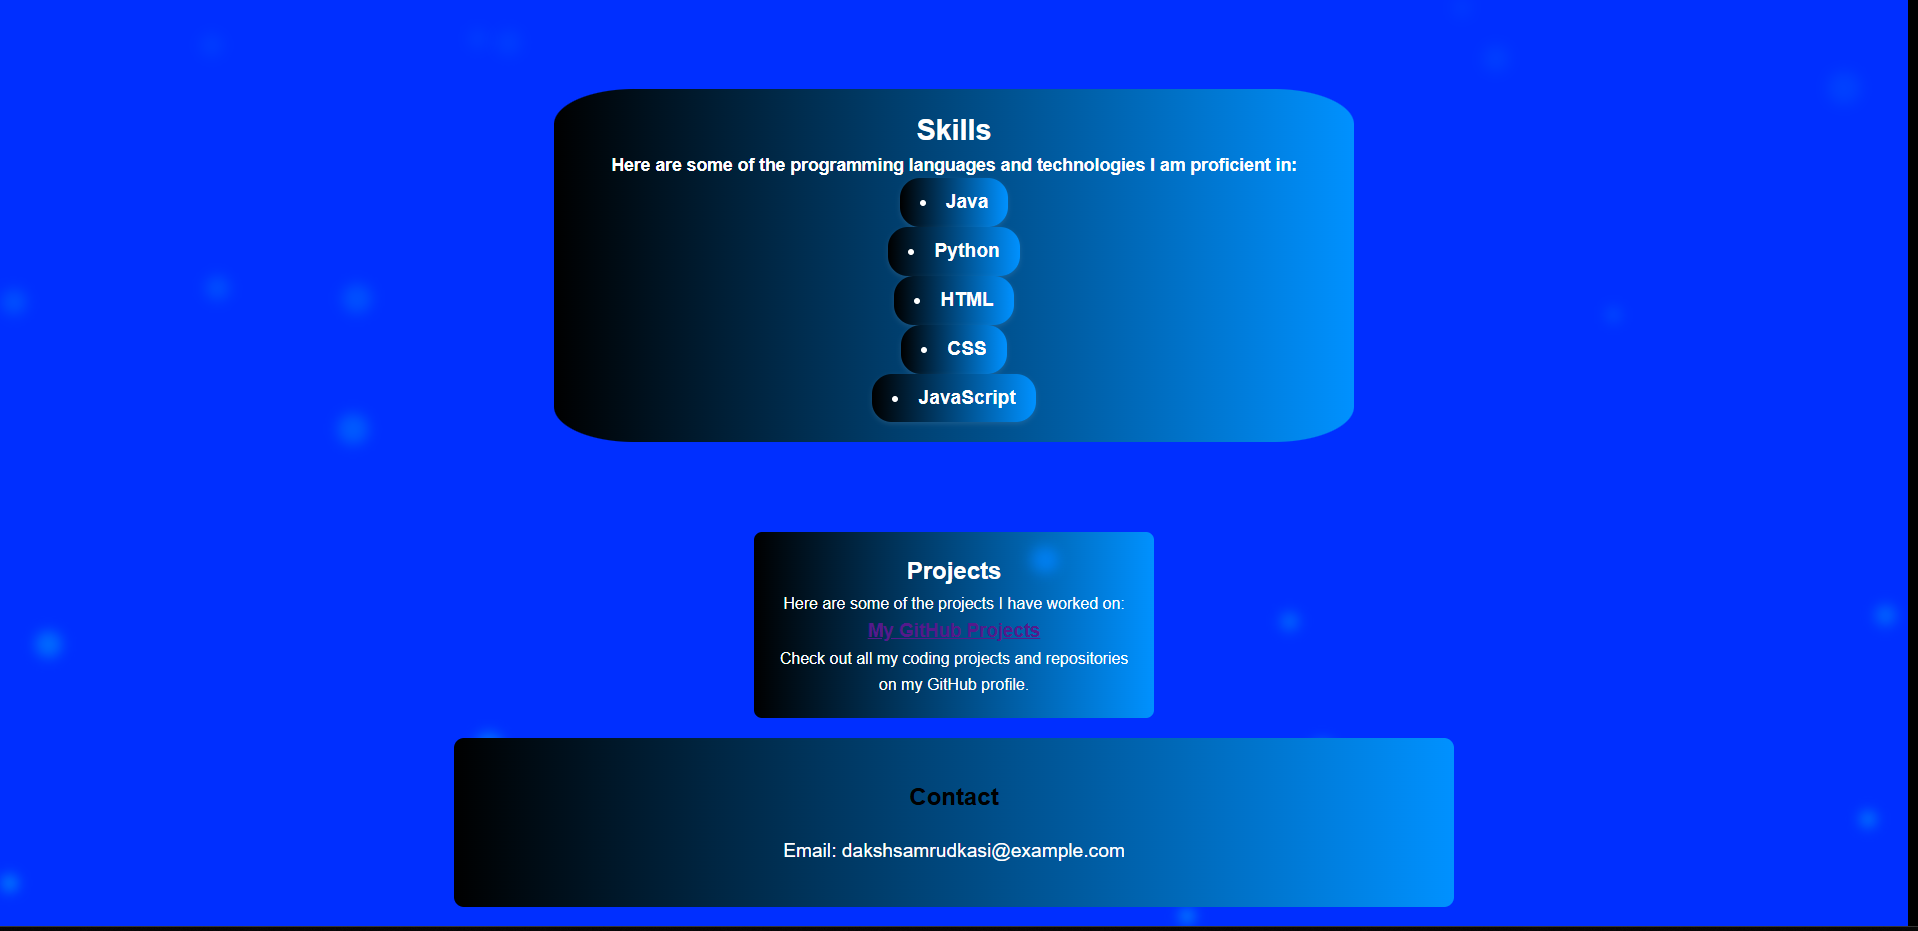 Skills
Here are some of the programming languages and technologies I am proficient in:
• Java
• Python
• HTML
• CSS
• JavaScript
Projects
Here are some of the projects I have worked on:
My GitHub Projects
Check out all my coding projects and repositories
on my GitHub profile.
Contact
Email: dakshsamrudkasi@example.com